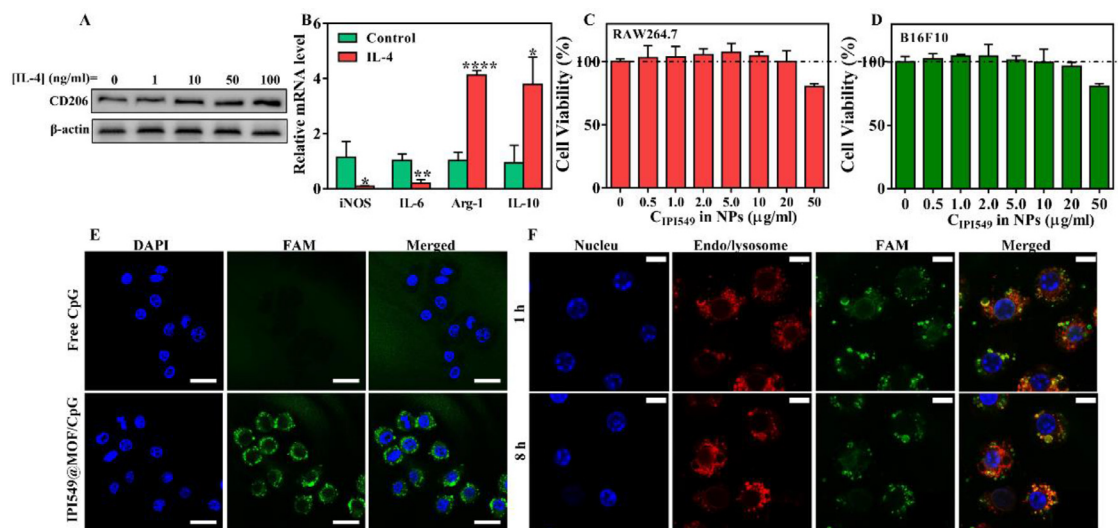 A
[IL-4] (ng/ml)= 0 1 10 50 100
CD206
β-actin
B
Relative mRNA level
6
4
2
0
Control
IL-4
*
**
****
*
iNOS IL-6 Arg-1 IL-10
C
RAW264.7
Cell Viability (%)
100
50
0
0 0.5 1.0 2.0 5.0 10 20 50
C_IPI549 in NPs (μg/ml)
D
B16F10
Cell Viability (%)
100
50
0
0 0.5 1.0 2.0 5.0 10 20 50
C_IPI549 in NPs (μg/ml)
E
DAPI FAM Merged
Free CpG
IPI549@MOF/CpG
F
Nucleu Endo/lysosome FAM Merged
1 h
8 h